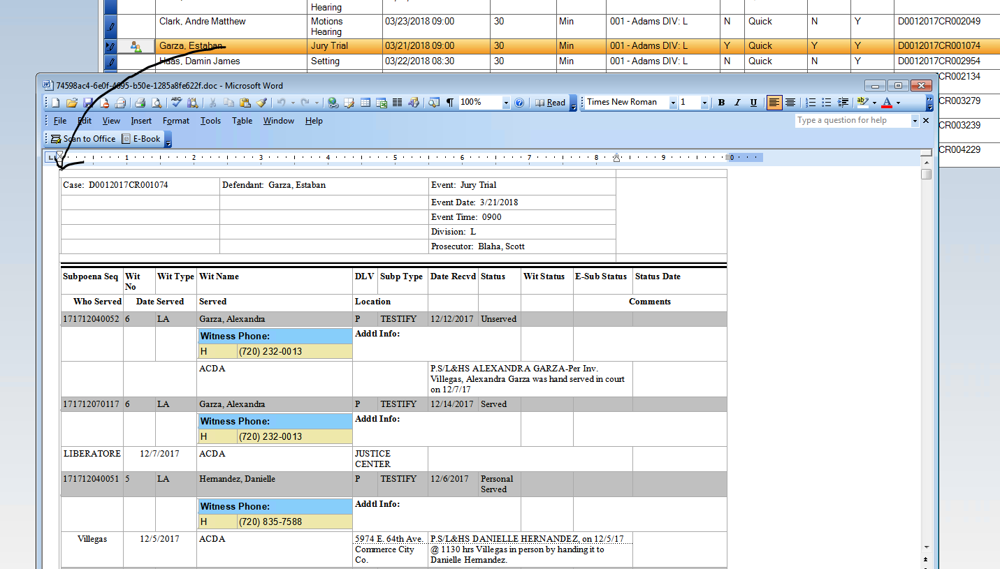 Hearing
Clark, Andre Matthew Motions Hearing 03/23/2018 09:00 30 Min 001 - Adams DIV: L N Quick N Y D0012017CR002049
Garza, Estaban Jury Trial 03/21/2018 09:00 30 Min 001 - Adams DIV: L Y Quick Y Y D0012017CR001074
Haas, Damin James Setting 03/22/2018 08:30 30 Min 001 - Adams DIV: L N Quick N Y D0012017CR002954
CR002134
CR003279
CR003239
CR004229
74598ac4-6e0f-4695-b50e-1285a8fe622f.doc - Microsoft Word
100% Read Times New Roman 1 B I U
File Edit View Insert Format Tools Table Window Help Type a question for help
Scan to Office E-Book
1 2 3 4 5 6 7 8 9 0
Case: D0012017CR001074 Defendant: Garza, Estaban Event: Jury Trial
Event Date: 3/21/2018
Event Time: 0900
Division: L
Prosecutor: Blaha, Scott
Subpoena Seq Wit No Wit Type Wit Name DLV Subp Type Date Recvd Status Wit Status E-Sub Status Status Date
Who Served Date Served Served Location Comments
171712040052 6 LA Garza, Alexandra P TESTIFY 12/12/2017 Unserved
Witness Phone: Addtl Info:
H (720) 232-0013
ACDA P.S/L&HS ALEXANDRA GARZA-Per Inv.
Villegas, Alexandra Garza was hand served in court
on 12/7/17
171712070117 6 LA Garza, Alexandra P TESTIFY 12/14/2017 Served
Witness Phone: Addtl Info:
H (720) 232-0013
LIBERATORE 12/7/2017 ACDA JUSTICE
CENTER
171712040051 5 LA Hernandez, Danielle P TESTIFY 12/6/2017 Personal
Served
Witness Phone: Addtl Info:
H (720) 835-7588
Villegas 12/5/2017 ACDA 5974 E. 64th Ave. P.S/L&HS DANIELLE HERNANDEZ, on 12/5/17
Commerce City @ 1130 hrs Villegas in person by handing it to
Co. Danielle Hernandez.